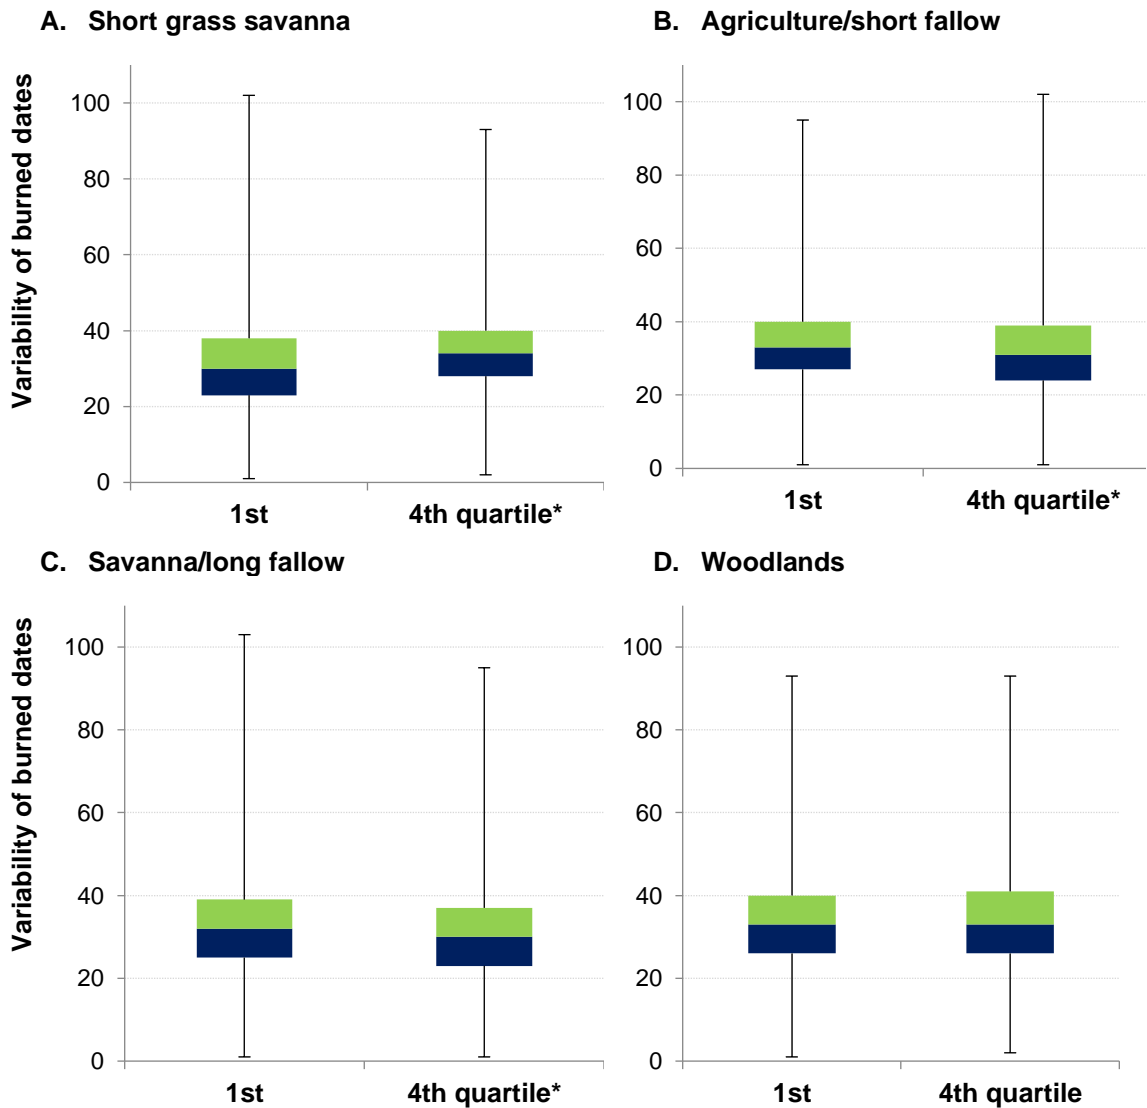 A. Short grass savanna
B. Agriculture/short fallow
Variability of burned dates
100
80
60
40
20
0
1st
4th quartile*
100
80
60
40
20
0
1st
4th quartile*
C. Savanna/long fallow
D. Woodlands
Variability of burned dates
100
80
60
40
20
0
1st
4th quartile*
100
80
60
40
20
0
1st
4th quartile